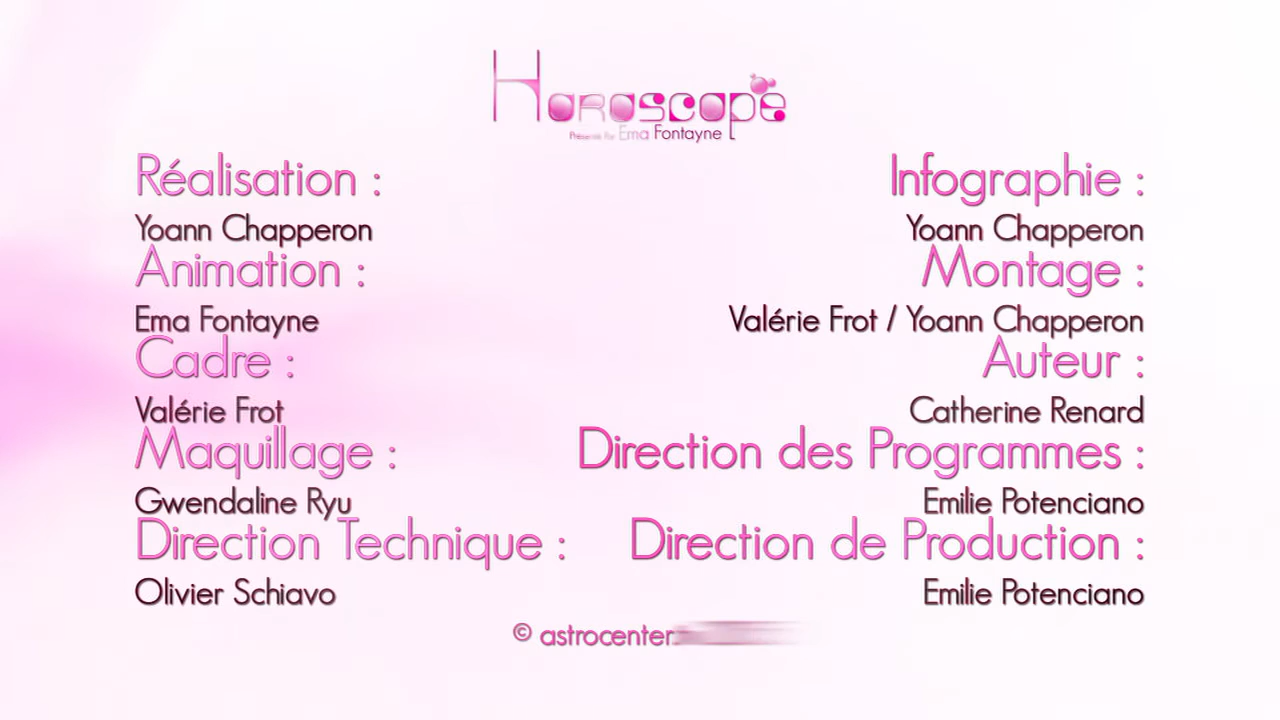 Horoscope
Présenté Par Ema Fontayne
Réalisation :
Yoann Chapperon
Animation :
Ema Fontayne
Cadre :
Valérie Frot
Maquillage :
Gwendaline Ryu
Direction Technique :
Olivier Schiavo
Infographie :
Yoann Chapperon
Montage :
Valérie Frot / Yoann Chapperon
Auteur :
Catherine Renard
Direction des Programmes :
Emilie Potenciano
Direction de Production :
Emilie Potenciano
© astrocenter